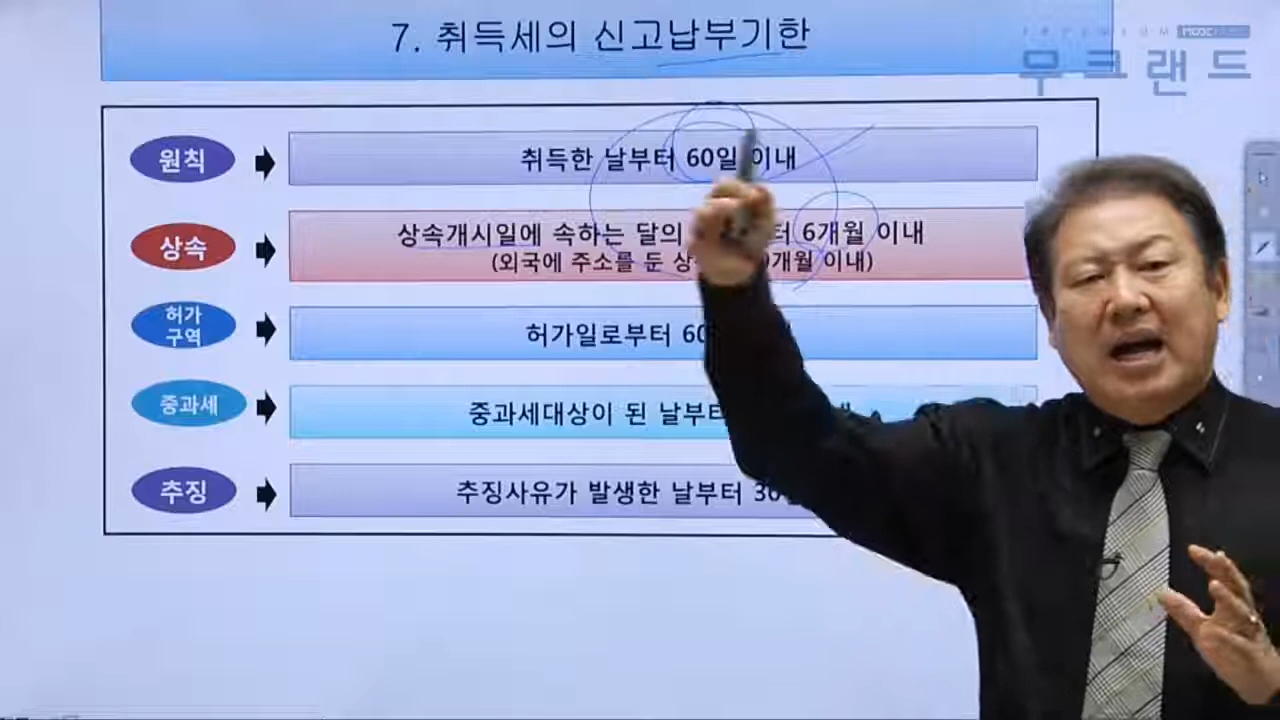 7. 취득세의 신고납부기한
PREMIUM MOOC
무크랜드
원칙
취득한 날부터 60일 이내
상속
상속개시일에 속하는 달의 터 6개월 이내
(외국에 주소를 둔 상 9개월 이내)
허가
구역
허가일로부터 60
중과세
중과세대상이 된 날부터
추징
추징사유가 발생한 날부터 30